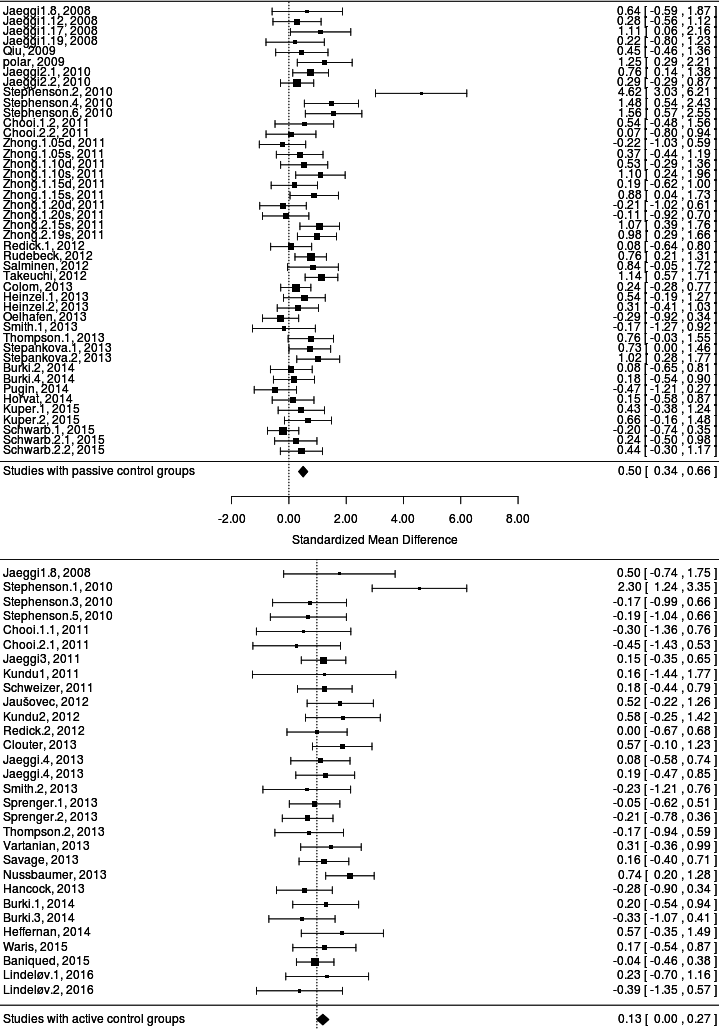 Jaeggi1.8, 2008 0.64 [ -0.59 , 1.87 ]
Jaeggi1.12, 2008 0.28 [ -0.56 , 1.12 ]
Jaeggi1.17, 2008 1.11 [ 0.06 , 2.16 ]
Jaeggi1.19, 2008 0.22 [ -0.80 , 1.23 ]
Qiu, 2009 0.45 [ -0.46 , 1.36 ]
polar, 2009 1.25 [ 0.29 , 2.21 ]
Jaeggi2.1, 2010 0.76 [ 0.14 , 1.38 ]
Jaeggi2.2, 2010 0.29 [ -0.29 , 0.87 ]
Stephenson.2, 2010 4.62 [ 3.03 , 6.21 ]
Stephenson.4, 2010 1.48 [ 0.54 , 2.43 ]
Stephenson.6, 2010 1.56 [ 0.57 , 2.55 ]
Chooi.1.2, 2011 0.54 [ -0.48 , 1.56 ]
Chooi.2.2, 2011 0.07 [ -0.80 , 0.94 ]
Zhong.1.05d, 2011 -0.22 [ -1.03 , 0.59 ]
Zhong.1.05s, 2011 0.37 [ -0.44 , 1.19 ]
Zhong.1.10d, 2011 0.53 [ -0.29 , 1.36 ]
Zhong.1.10s, 2011 1.10 [ 0.24 , 1.96 ]
Zhong.1.15d, 2011 0.19 [ -0.62 , 1.00 ]
Zhong.1.15s, 2011 0.88 [ 0.04 , 1.73 ]
Zhong.1.20d, 2011 -0.21 [ -1.02 , 0.61 ]
Zhong.1.20s, 2011 -0.11 [ -0.92 , 0.70 ]
Zhong.2.15s, 2011 1.07 [ 0.39 , 1.76 ]
Zhong.2.19s, 2011 0.98 [ 0.29 , 1.66 ]
Redick.1, 2012 0.08 [ -0.64 , 0.80 ]
Rudebeck, 2012 0.76 [ 0.21 , 1.31 ]
Salminen, 2012 0.84 [ -0.05 , 1.72 ]
Takeuchi, 2012 1.14 [ 0.57 , 1.71 ]
Colom, 2013 0.24 [ -0.28 , 0.77 ]
Heinzel.1, 2013 0.54 [ -0.19 , 1.27 ]
Heinzel.2, 2013 0.31 [ -0.41 , 1.03 ]
Oelhafen, 2013 -0.29 [ -0.92 , 0.34 ]
Smith.1, 2013 -0.17 [ -1.27 , 0.92 ]
Thompson.1, 2013 0.76 [ -0.03 , 1.55 ]
Stepankova.1, 2013 0.73 [ 0.00 , 1.46 ]
Stepankova.2, 2013 1.02 [ 0.28 , 1.77 ]
Burki.2, 2014 0.08 [ -0.65 , 0.81 ]
Burki.4, 2014 0.18 [ -0.54 , 0.90 ]
Pugin, 2014 -0.47 [ -1.21 , 0.27 ]
Horvat, 2014 0.15 [ -0.58 , 0.87 ]
Kuper.1, 2015 0.43 [ -0.38 , 1.24 ]
Kuper.2, 2015 0.66 [ -0.16 , 1.48 ]
Schwarb.1, 2015 -0.20 [ -0.74 , 0.35 ]
Schwarb.2.1, 2015 0.24 [ -0.50 , 0.98 ]
Schwarb.2.2, 2015 0.44 [ -0.30 , 1.17 ]
Studies with passive control groups 0.50 [ 0.34 , 0.66 ]
-2.00 0.00 2.00 4.00 6.00 8.00
Standardized Mean Difference
Jaeggi1.8, 2008 0.50 [ -0.74 , 1.75 ]
Stephenson.1, 2010 2.30 [ 1.24 , 3.35 ]
Stephenson.3, 2010 -0.17 [ -0.99 , 0.66 ]
Stephenson.5, 2010 -0.19 [ -1.04 , 0.66 ]
Chooi.1.1, 2011 -0.30 [ -1.36 , 0.76 ]
Chooi.2.1, 2011 -0.45 [ -1.43 , 0.53 ]
Jaeggi3, 2011 0.15 [ -0.35 , 0.65 ]
Kundu1, 2011 0.16 [ -1.44 , 1.77 ]
Schweizer, 2011 0.18 [ -0.44 , 0.79 ]
Jaušovec, 2012 0.52 [ -0.22 , 1.26 ]
Kundu2, 2012 0.58 [ -0.25 , 1.42 ]
Redick.2, 2012 0.00 [ -0.67 , 0.68 ]
Clouter, 2013 0.57 [ -0.10 , 1.23 ]
Jaeggi.4, 2013 0.08 [ -0.58 , 0.74 ]
Jaeggi.4, 2013 0.19 [ -0.47 , 0.85 ]
Smith.2, 2013 -0.23 [ -1.21 , 0.76 ]
Sprenger.1, 2013 -0.05 [ -0.62 , 0.51 ]
Sprenger.2, 2013 -0.21 [ -0.78 , 0.36 ]
Thompson.2, 2013 -0.17 [ -0.94 , 0.59 ]
Vartanian, 2013 0.31 [ -0.36 , 0.99 ]
Savage, 2013 0.16 [ -0.40 , 0.71 ]
Nussbaumer, 2013 0.74 [ 0.20 , 1.28 ]
Hancock, 2013 -0.28 [ -0.90 , 0.34 ]
Burki.1, 2014 0.20 [ -0.54 , 0.94 ]
Burki.3, 2014 -0.33 [ -1.07 , 0.41 ]
Heffernan, 2014 0.57 [ -0.35 , 1.49 ]
Waris, 2015 0.17 [ -0.54 , 0.87 ]
Baniqued, 2015 -0.04 [ -0.46 , 0.38 ]
Lindeløv.1, 2016 0.23 [ -0.70 , 1.16 ]
Lindeløv.2, 2016 -0.39 [ -1.35 , 0.57 ]
Studies with active control groups 0.13 [ 0.00 , 0.27 ]